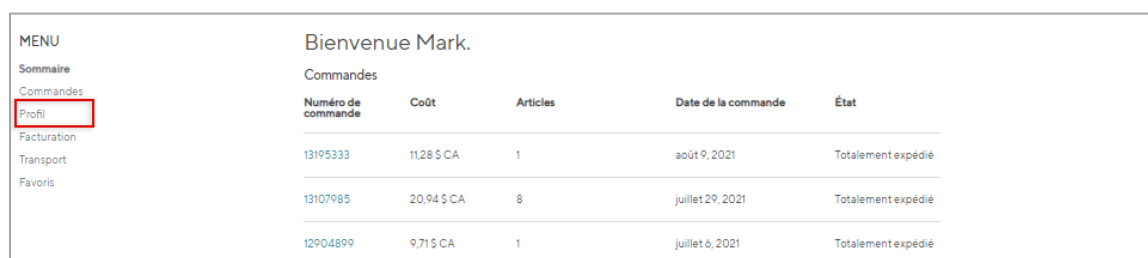 MENU
Sommaire
Commandes
Profil
Facturation
Transport
Favoris
Bienvenue Mark.
Commandes
Numéro de commande Coût Articles Date de la commande État
13195333 11,28 $ CA 1 août 9, 2021 Totalement expédié
13107985 20,94 $ CA 8 juillet 29, 2021 Totalement expédié
12904899 9,71 $ CA 1 juillet 6, 2021 Totalement expédié